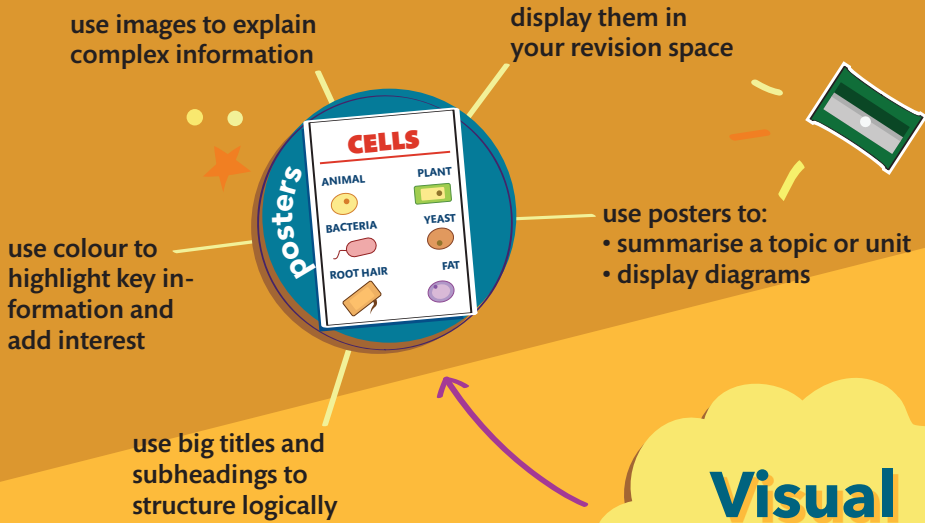 use images to explain
complex information
display them in
your revision space
posters
CELLS
ANIMAL
PLANT
BACTERIA
YEAST
ROOT HAIR
FAT
use colour to
highlight key in-
formation and
add interest
use posters to:
• summarise a topic or unit
• display diagrams
use big titles and
subheadings to
structure logically
Visual